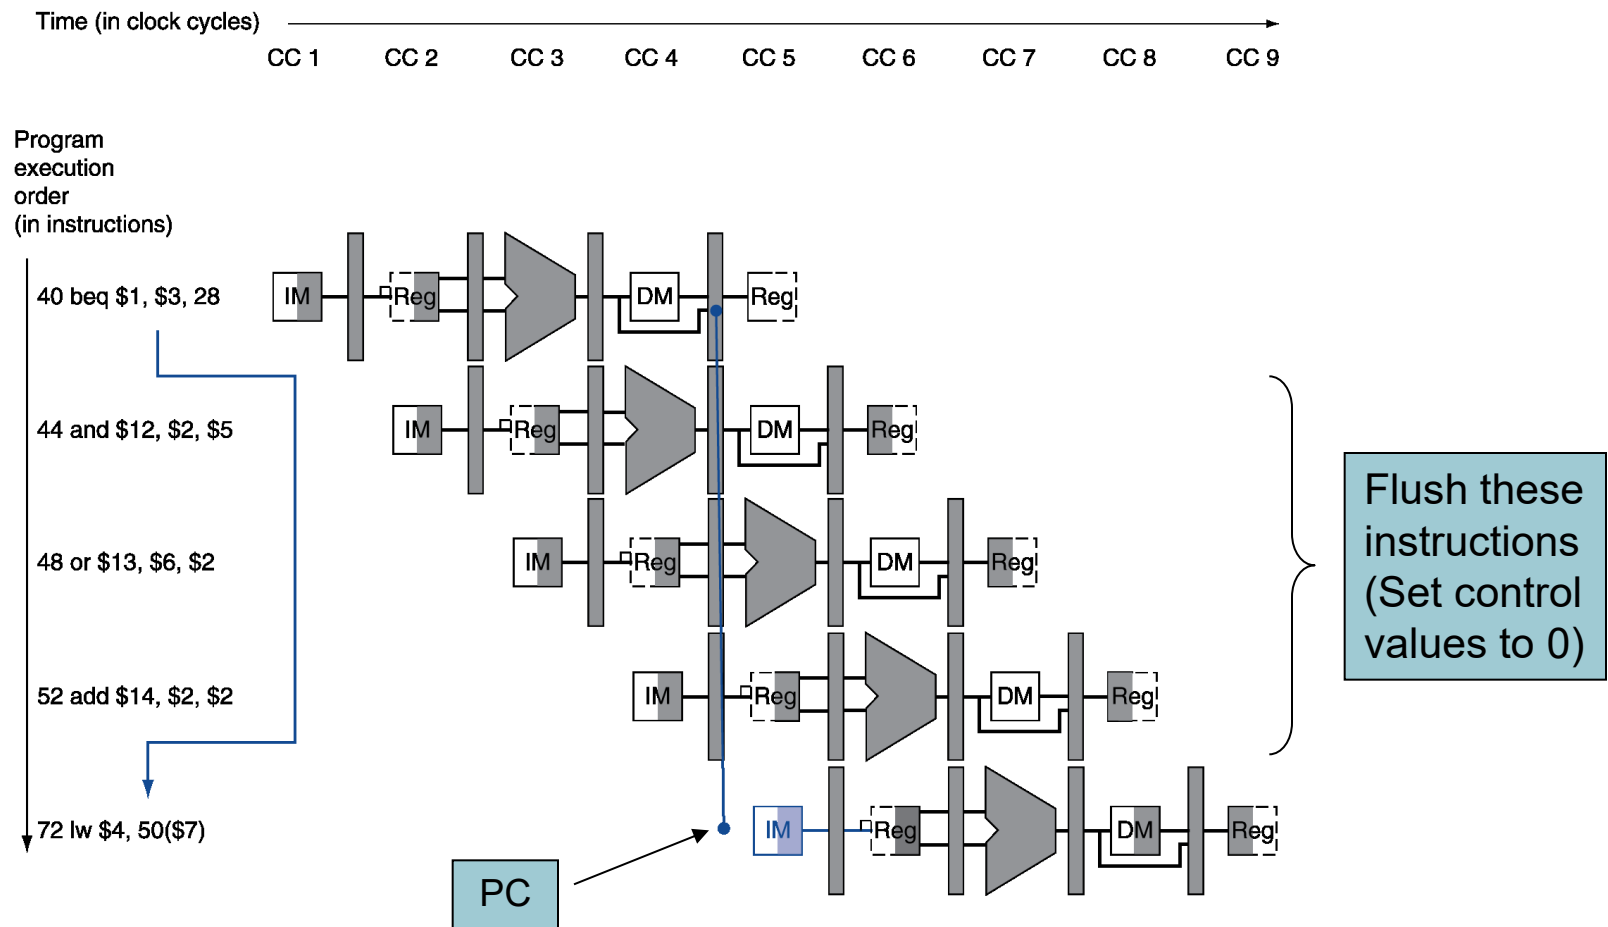 Time (in clock cycles)
CC 1 CC 2 CC 3 CC 4 CC 5 CC 6 CC 7 CC 8 CC 9
Program
execution
order
(in instructions)
40 beq $1, $3, 28
IM Reg DM Reg
44 and $12, $2, $5
IM Reg DM Reg
48 or $13, $6, $2
IM Reg DM Reg
52 add $14, $2, $2
IM Reg DM Reg
72 lw $4, 50($7)
IM Reg DM Reg
Flush these
instructions
(Set control
values to 0)
PC